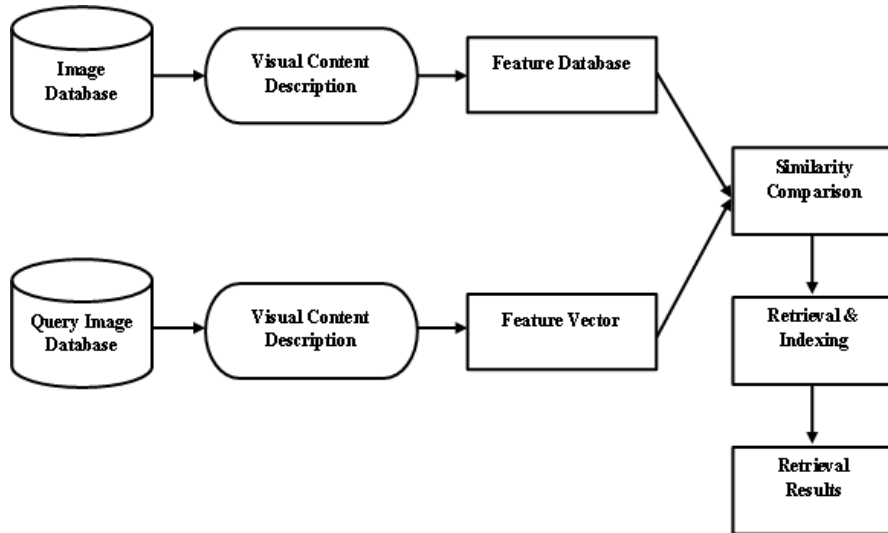 Image
Database
Visual Content
Description
Feature Database
Similarity
Comparison
Query Image
Database
Visual Content
Description
Feature Vector
Retrieval &
Indexing
Retrieval
Results